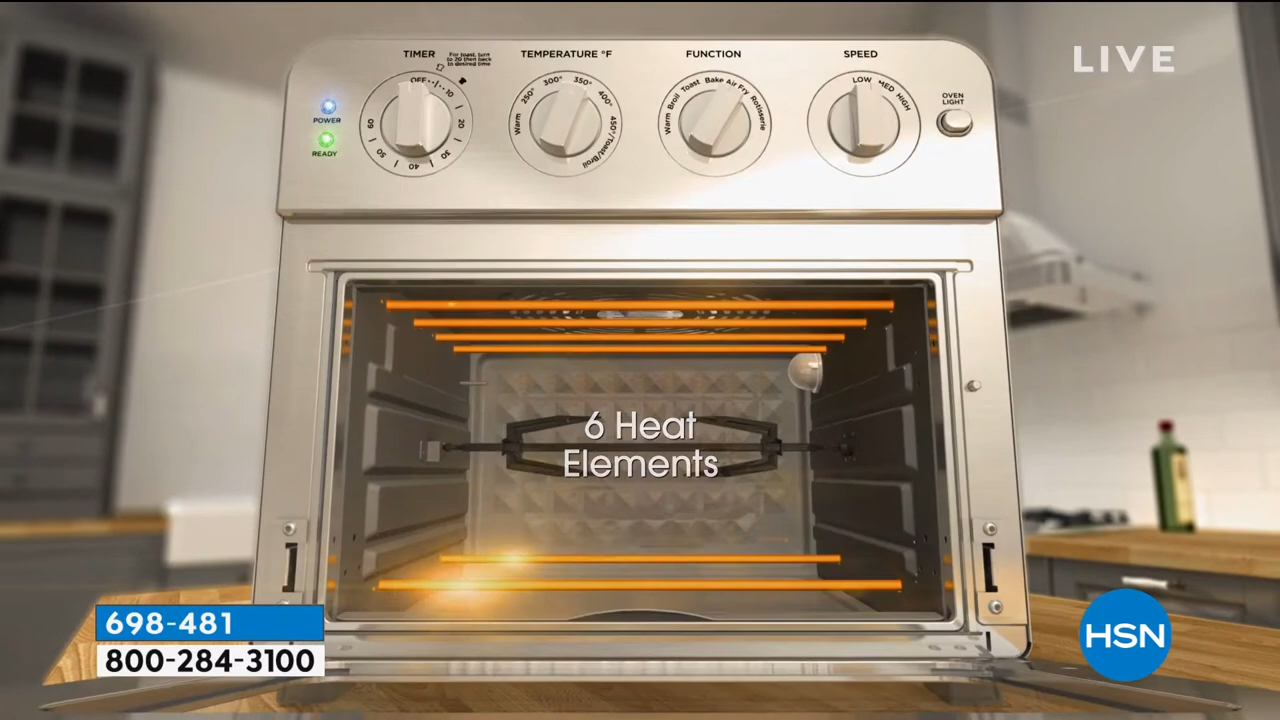 LIVE
TIMER
For toast, turn
to 20 then back
to desired time
OFF
10
20
30
40
50
60
TEMPERATURE °F
Warm
250°
300°
350°
400°
450°/Toast/Broil
FUNCTION
Warm Broil Toast Bake Air Fry Rotisserie
SPEED
LOW MED HIGH
OVEN
LIGHT
POWER
READY
6 Heat
Elements
698-481
800-284-3100
HSN